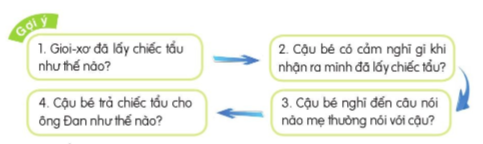 Gợi ý
1. Gioi-xơ đã lấy chiếc tẩu
như thế nào?
2. Cậu bé có cảm nghĩ gì khi
nhận ra mình đã lấy chiếc tẩu?
3. Cậu bé nghĩ đến câu nói
nào mẹ thường nói với cậu?
4. Cậu bé trả chiếc tẩu cho
ông Đan như thế nào?